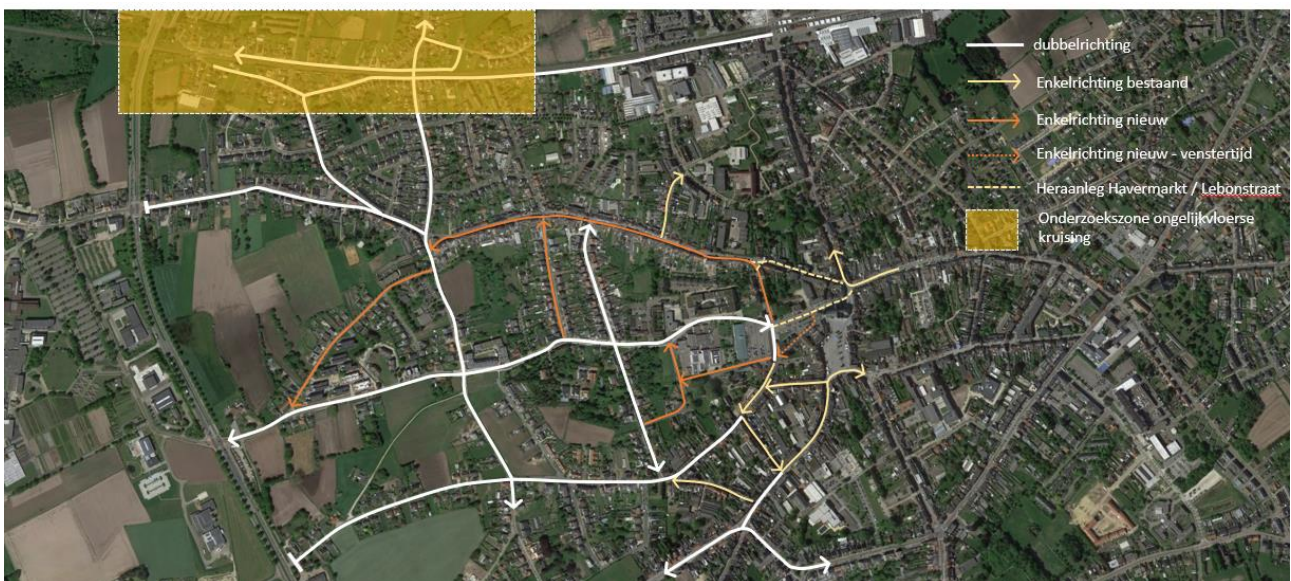 dubbelrichting
Enkelrichting bestaand
Enkelrichting nieuw
Enkelrichting nieuw - venstertijd
Heraanleg Havermarkt / Lebonstraat
Onderzoekszone ongelijkvloerse
kruising